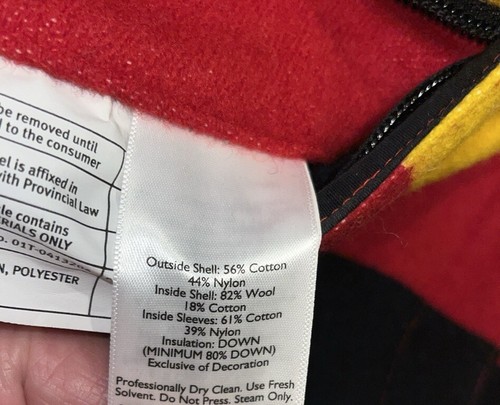 be removed until
l to the consumer
el is affixed in
with Provincial Law
le contains
RIALS ONLY
O. 01T-0413
N, POLYESTER
Outside Shell: 56% Cotton
44% Nylon
Inside Shell: 82% Wool
18% Cotton
Inside Sleeves: 61% Cotton
39% Nylon
Insulation: DOWN
(MINIMUM 80% DOWN)
Exclusive of Decoration
Professionally Dry Clean. Use Fresh
Solvent. Do Not Press. Steam Only.